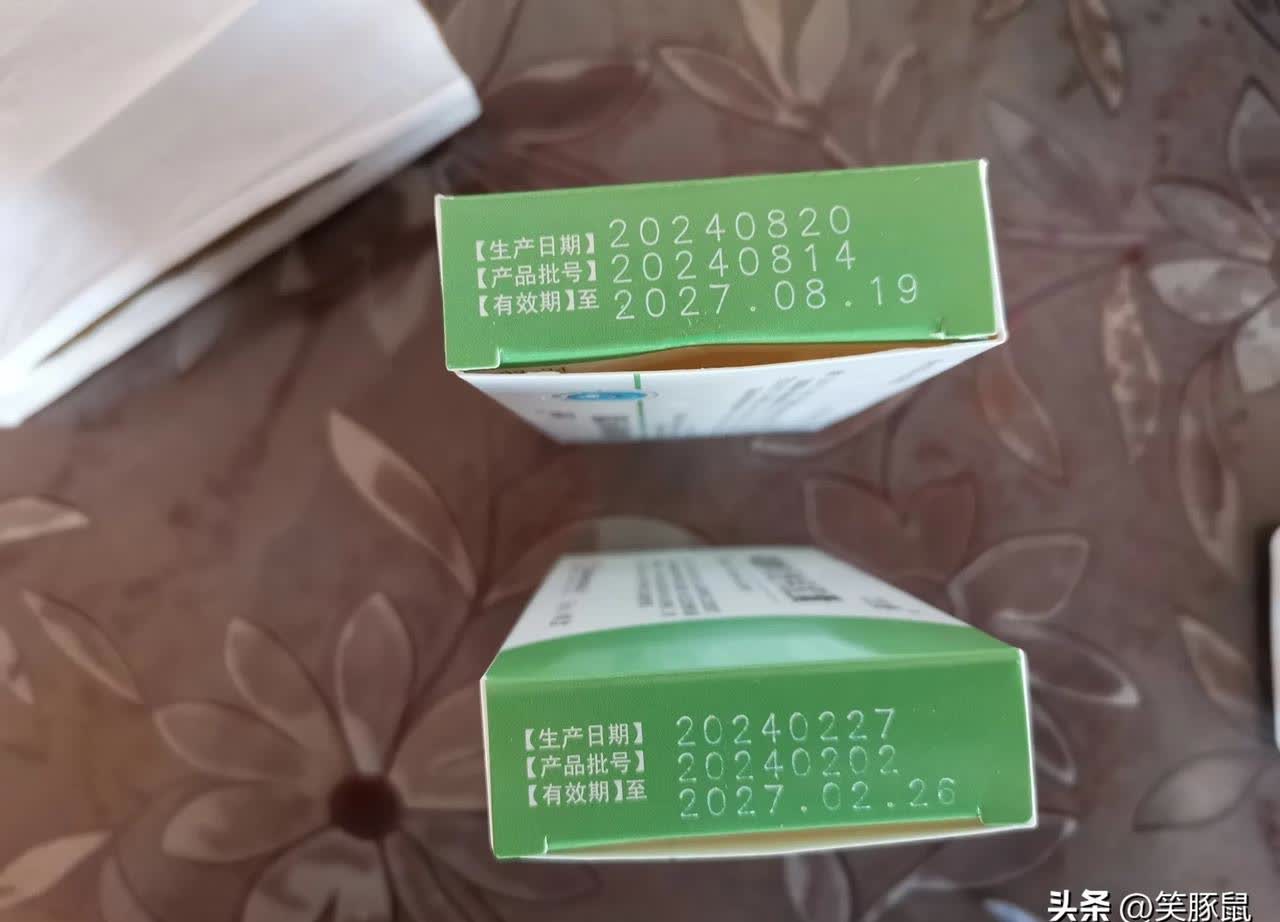 【生产日期】 20240820
【产品批号】 20240814
【有效期】至 2027.08.19
【生产日期】 20240227
【产品批号】 20240202
【有效期】至 2027.02.26
头条 @笑豚鼠